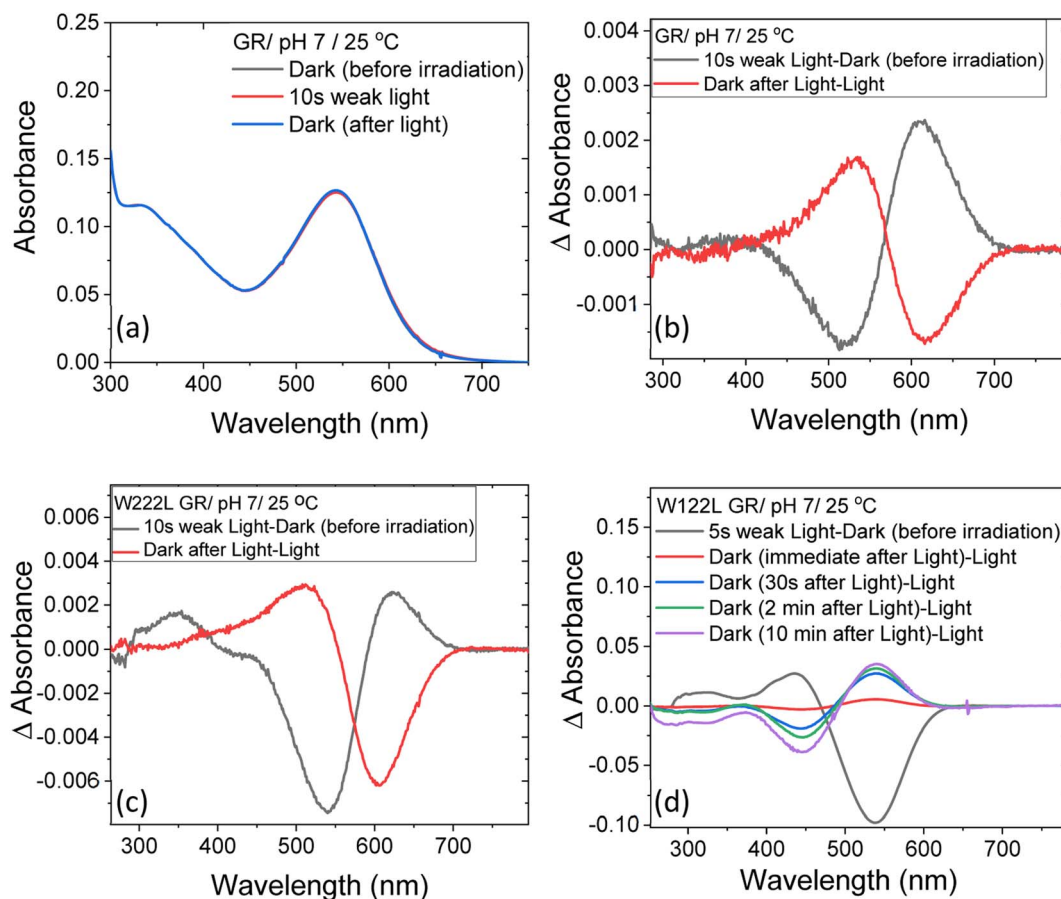 GR/ pH 7 / 25 °C
Dark (before irradiation)
10s weak light
Dark (after light)
0.25
0.20
0.15
0.10
0.05
0.00
Absorbance
(a)
300 400 500 600 700
Wavelength (nm)
GR/ pH 7/ 25 °C
10s weak Light-Dark (before irradiation)
Dark after Light-Light
0.004
0.003
0.002
0.001
0.000
-0.001
Δ Absorbance
(b)
300 400 500 600 700
Wavelength (nm)
W222L GR/ pH 7/ 25 °C
10s weak Light-Dark (before irradiation)
Dark after Light-Light
0.006
0.004
0.002
0.000
-0.002
-0.004
-0.006
Δ Absorbance
(c)
300 400 500 600 700
Wavelength (nm)
W122L GR/ pH 7/ 25 °C
5s weak Light-Dark (before irradiation)
Dark (immediate after Light)-Light
Dark (30s after Light)-Light
Dark (2 min after Light)-Light
Dark (10 min after Light)-Light
0.15
0.10
0.05
0.00
-0.05
-0.10
Δ Absorbance
(d)
300 400 500 600 700
Wavelength (nm)